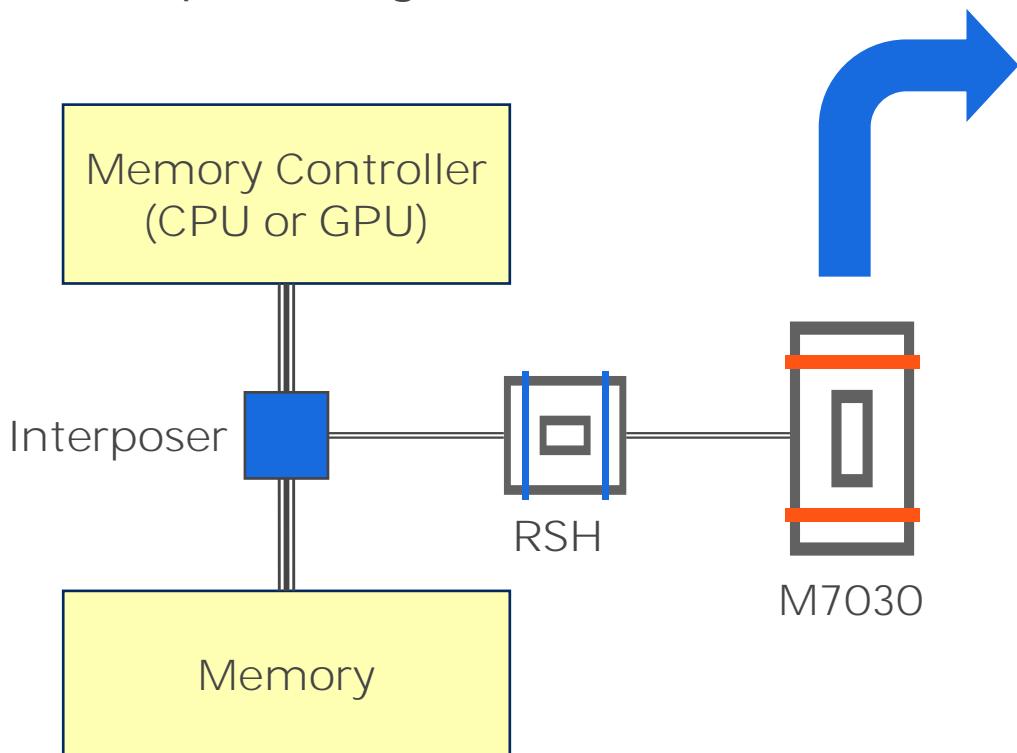 Memory Controller
(CPU or GPU)
Interposer
RSH
M7030
Memory